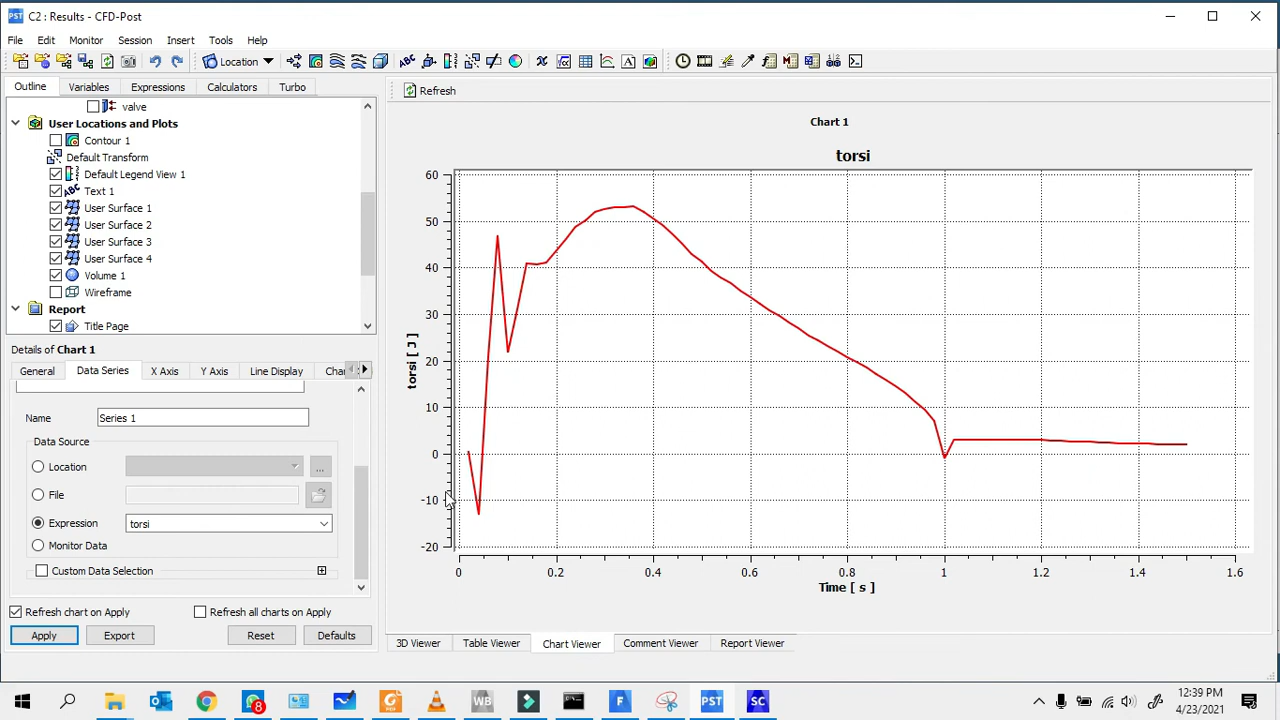 C2 : Results - CFD-Post
File Edit Monitor Session Insert Tools Help
Location
Outline Variables Expressions Calculators Turbo
valve
User Locations and Plots
Contour 1
Default Transform
Default Legend View 1
Text 1
User Surface 1
User Surface 2
User Surface 3
User Surface 4
Volume 1
Wireframe
Report
Title Page
Details of Chart 1
General Data Series X Axis Y Axis Line Display
Name Series 1
Data Source
Location ...
File
Expression torsi
Monitor Data
Custom Data Selection
Refresh chart on Apply Refresh all charts on Apply
Apply Export Reset Defaults
Refresh
Chart 1
torsi
60
50
40
30
20
10
0
-10
-20
torsi [ J ]
0 0.2 0.4 0.6 0.8 1 1.2 1.4 1.6
Time [ s ]
3D Viewer Table Viewer Chart Viewer Comment Viewer Report Viewer
8 WB F PST SC
12:39 PM
4/23/2021